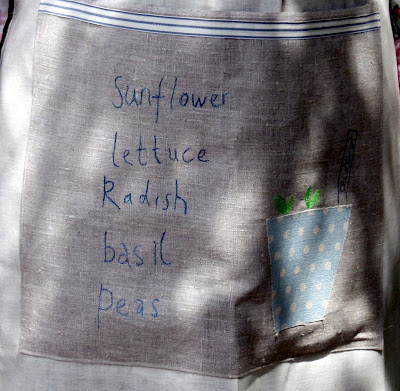 Sunflower
lettuce
Radish
basil
peas